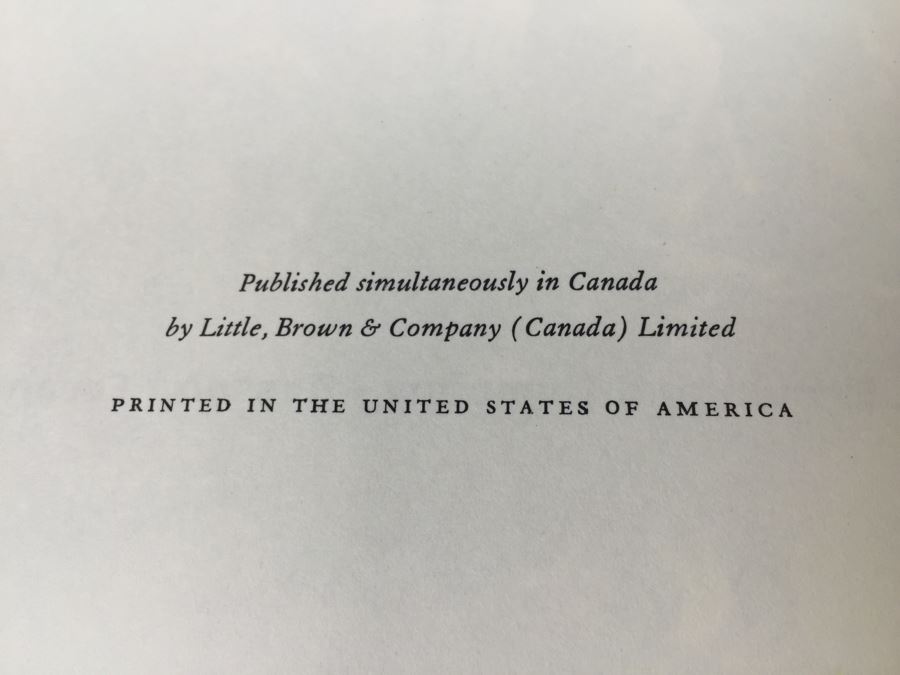 Published simultaneously in Canada
by Little, Brown & Company (Canada) Limited
PRINTED IN THE UNITED STATES OF AMERICA